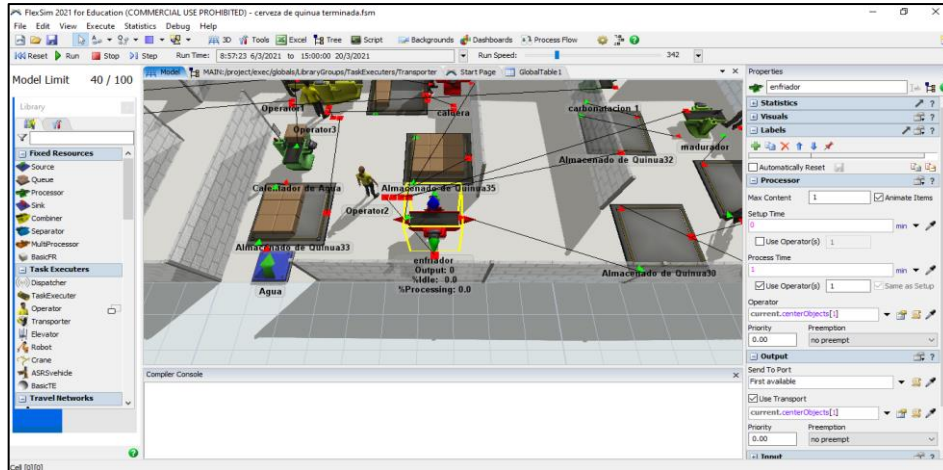 FlexSim 2021 for Education (COMMERCIAL USE PROHIBITED) - cerveza de quinua terminada.fsm
File Edit View Execute Statistics Debug Help
3D Tools Excel Tree Script Backgrounds Dashboards Process Flow
Reset Run Stop Step Run Time: 8:57:23 6/3/2021 to 15:00:00 20/3/2021 Run Speed: 342
Model Limit 40 / 100
Library
Fixed Resources
Source
Queue
Processor
Sink
Combiner
Separator
MultiProcessor
BasicFR
Task Executers
Dispatcher
TaskExecuter
Operator
Transporter
Elevator
Robot
Crane
ASRSvehicle
BasicTE
Travel Networks
Model MAIN:/project/exec/globals/LibraryGroups/TaskExecuters/Transporter Start Page GlobalTable1
Operator1
Operator3
caldera
carbonatacion 1
madurador
Almacenado de Quinua32
Calentador de Agua
Almacenado de Quinua35
Operator2
Almacenado de Quinua33
Agua
enfriador
Output: 0
%Idle: 0.0
%Processing: 0.0
Almacenado de Quinua30
Compiler Console
Properties
enfriador
Statistics
Visuals
Labels
Automatically Reset
Processor
Max Content 1 Animate Items
Setup Time
0 min
Use Operator(s) 1
Process Time
1 min
Use Operator(s) 1 Same as Setup
Operator
current.centerObjects[1]
Priority Preemption
0.00 no preempt
Output
Send To Port
First available
Use Transport
current.centerObjects[1]
Priority Preemption
0.00 no preempt
Input